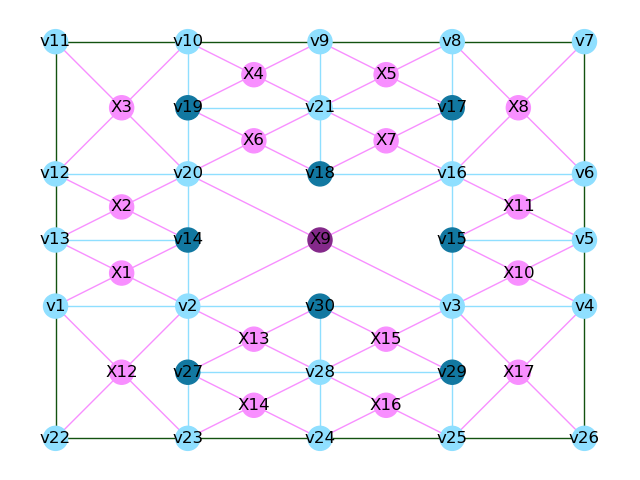 v11 v10 v9 v8 v7
X4 X5
X3 v19 v21 v17 X8
X6 X7
v12 v20 v18 v16 v6
X2 X11
v13 v14 X9 v15 v5
X1 X10
v1 v2 v30 v3 v4
X13 X15
X12 v27 v28 v29 X17
X14 X16
v22 v23 v24 v25 v26